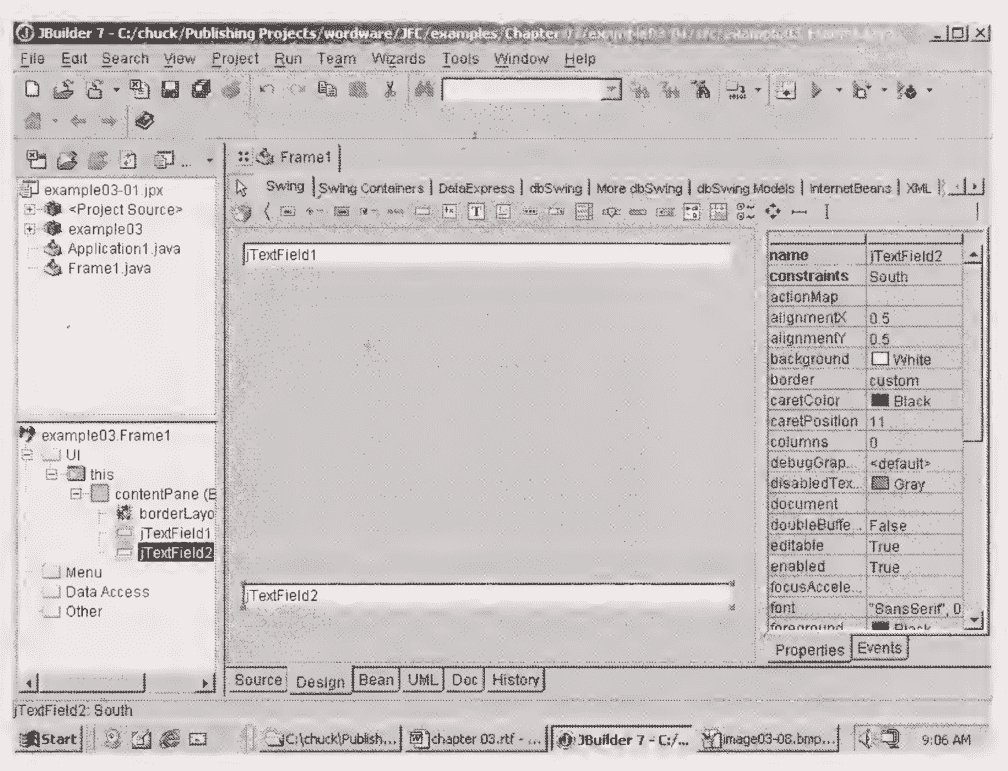 JBuilder 7 - C:/chuck/Publishing Projects/wordware/JFC/examples/Chapter
File Edit Search View Project Run Team Wizards Tools Window Help
Frame1
example03-01.jpx
<Project Source>
example03
Application1.java
Frame1.java
Swing Swing Containers DataExpress dbSwing More dbSwing dbSwing Models InternetBeans XML
jTextField1
name jTextField2
constraints South
actionMap
alignmentX 0.5
alignmentY 0.5
background White
border custom
caretColor Black
caretPosition 11
columns 0
debugGrap... <default>
disabledTex... Gray
document
doubleBuffe... False
editable True
enabled True
focusAccele...
font "SansSerif", 0
foreground Black
Properties Events
example03.Frame1
UI
this
contentPane (B
borderLayo
jTextField1
jTextField2
Menu
Data Access
Other
jTextField2
Source Design Bean UML Doc History
jTextField2: South
Start C:\chuck\Publish... chapter 03.rtf - ... JBuilder 7 - C:/... image03-08.bmp... 9:06 AM